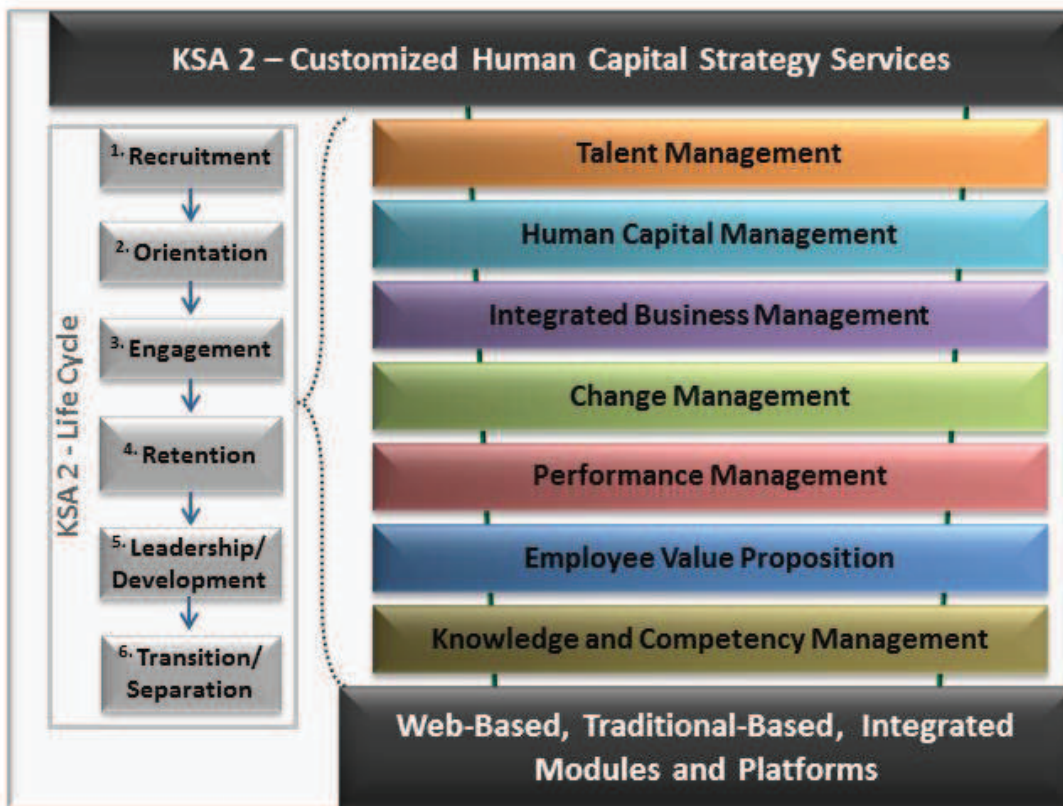 KSA 2 – Customized Human Capital Strategy Services
KSA 2 - Life Cycle
1. Recruitment
2. Orientation
3. Engagement
4. Retention
5. Leadership/
Development
6. Transition/
Separation
Talent Management
Human Capital Management
Integrated Business Management
Change Management
Performance Management
Employee Value Proposition
Knowledge and Competency Management
Web-Based, Traditional-Based, Integrated
Modules and Platforms